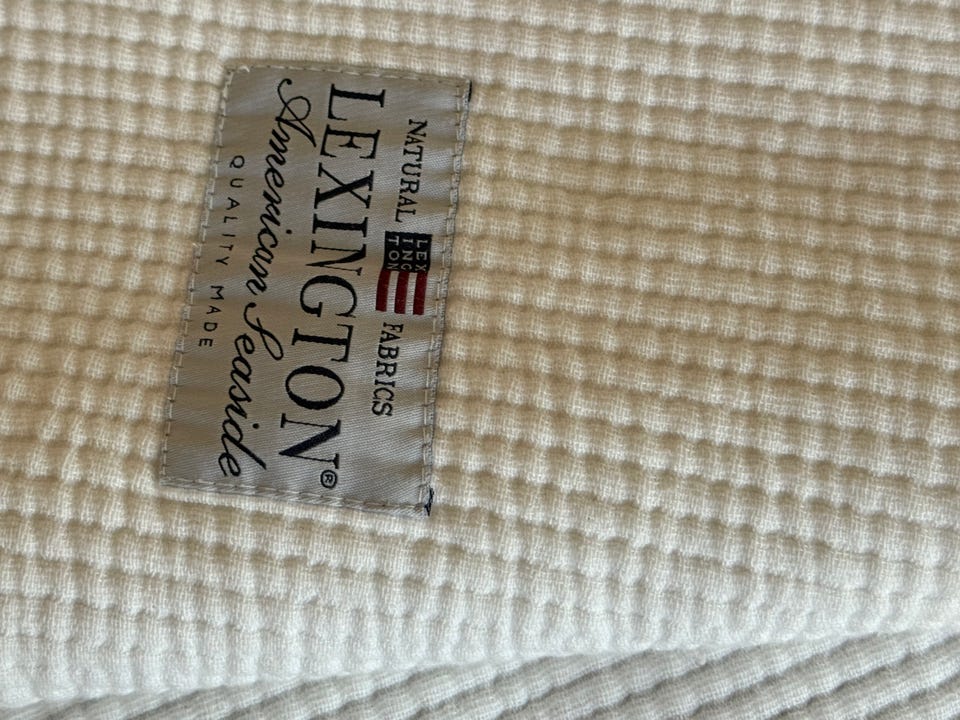 NATURAL LEX ING TON FABRICS
LEXINGTON®
American Seaside
QUALITY MADE